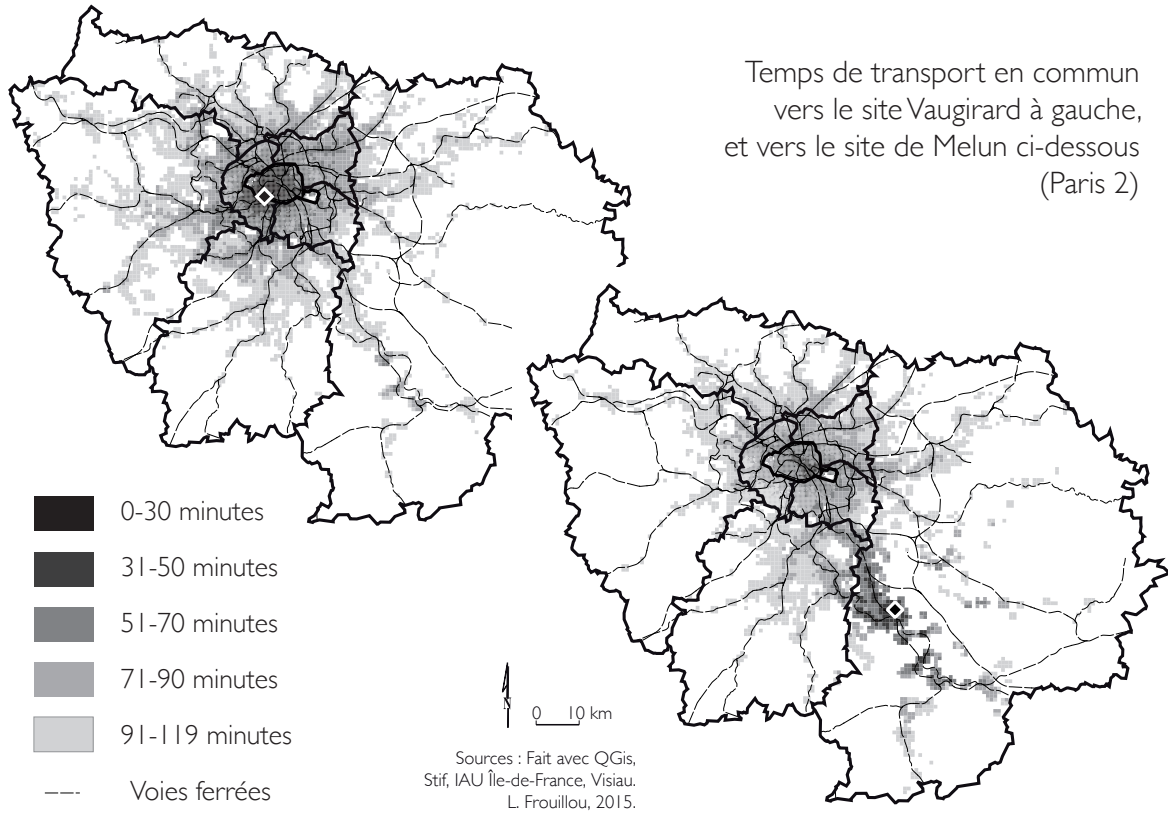 Temps de transport en commun
vers le site Vaugirard à gauche,
et vers le site de Melun ci-dessous
(Paris 2)
0-30 minutes
31-50 minutes
51-70 minutes
71-90 minutes
91-119 minutes
Voies ferrées
N
0 10 km
Sources : Fait avec QGis,
Stif, IAU Île-de-France, Visiau.
L. Frouillou, 2015.